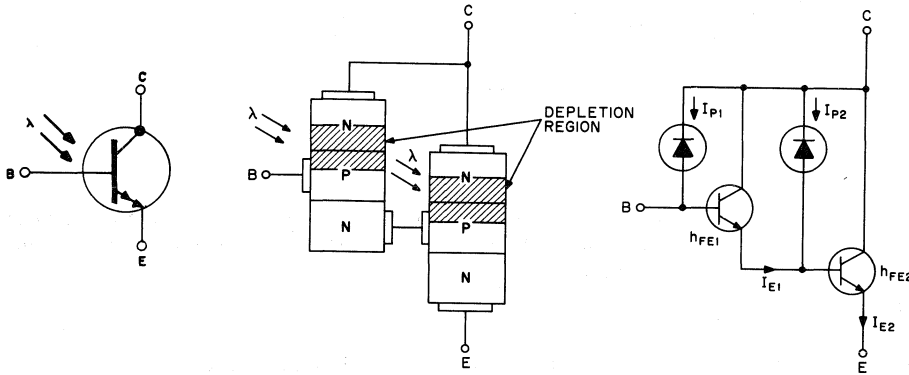 C
λ
B
E
C
λ
N
DEPLETION
REGION
λ
B
P
N
N
P
N
E
C
I_P1
I_P2
B
h_FE1
I_E1
h_FE2
I_E2
E